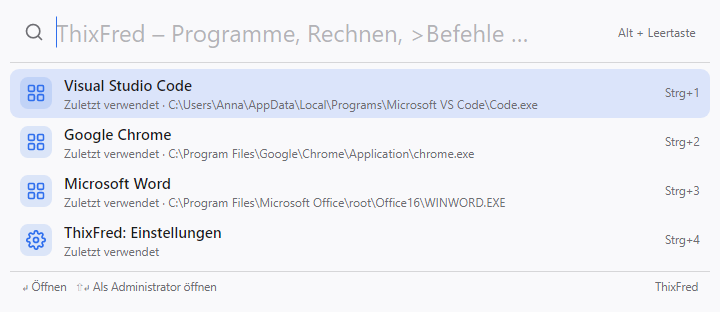 ThixFred – Programme, Rechnen, >Befehle ... Alt + Leertaste
Visual Studio Code
Zuletzt verwendet · C:\Users\Anna\AppData\Local\Programs\Microsoft VS Code\Code.exe Strg+1
Google Chrome
Zuletzt verwendet · C:\Program Files\Google\Chrome\Application\chrome.exe Strg+2
Microsoft Word
Zuletzt verwendet · C:\Program Files\Microsoft Office\root\Office16\WINWORD.EXE Strg+3
ThixFred: Einstellungen
Zuletzt verwendet Strg+4
↲ Öffnen ⇧↲ Als Administrator öffnen ThixFred